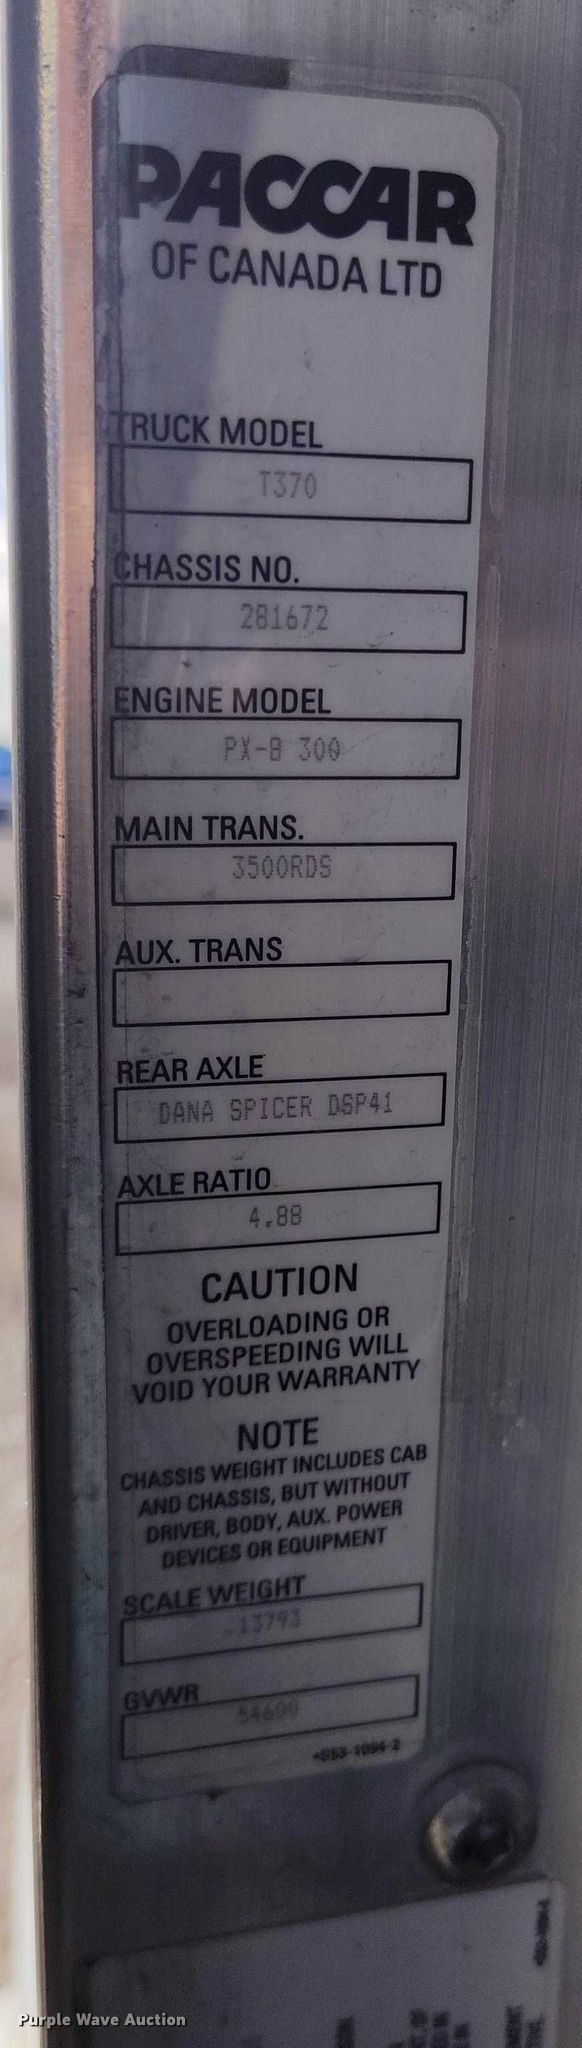 PACCAR
OF CANADA LTD
TRUCK MODEL
T370
CHASSIS NO.
281672
ENGINE MODEL
PX-8 300
MAIN TRANS.
3500RDS
AUX. TRANS
REAR AXLE
DANA SPICER DSP41
AXLE RATIO
4.88
CAUTION
OVERLOADING OR
OVERSPEEDING WILL
VOID YOUR WARRANTY
NOTE
CHASSIS WEIGHT INCLUDES CAB
AND CHASSIS, BUT WITHOUT
DRIVER, BODY, AUX. POWER
DEVICES OR EQUIPMENT
SCALE WEIGHT
13793
GVWR
54600
Purple Wave Auction